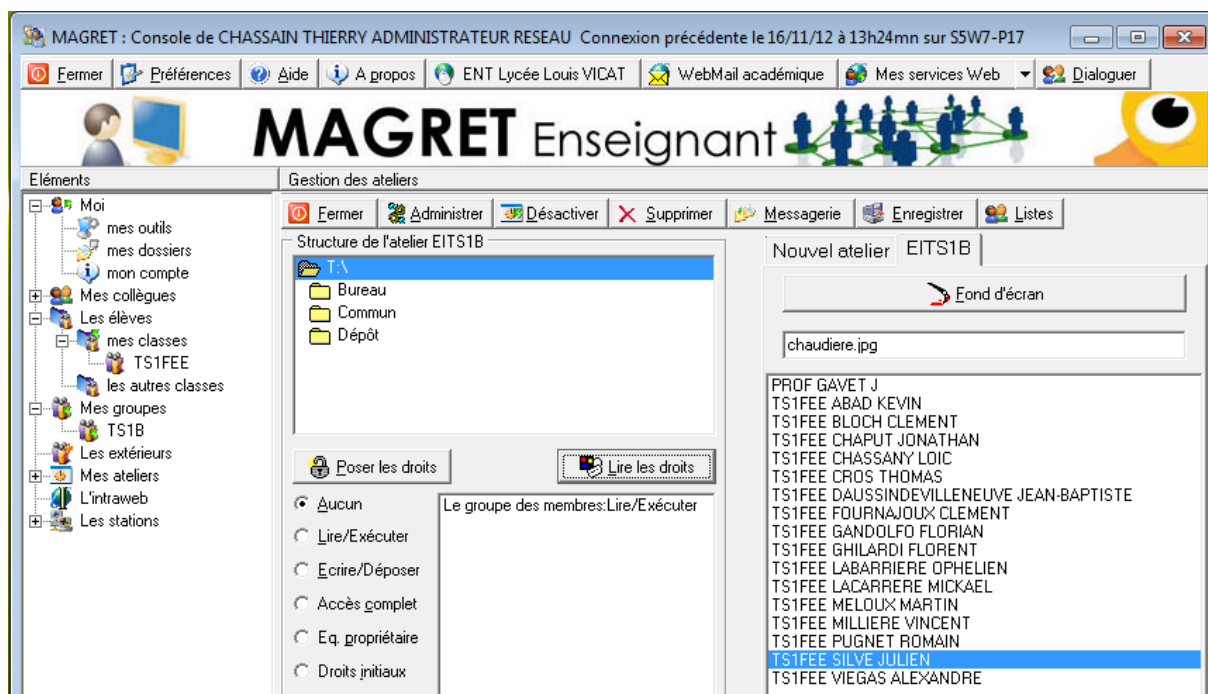 MAGRET : Console de CHASSAIN THIERRY ADMINISTRATEUR RESEAU Connexion précédente le 16/11/12 à 13h24mn sur S5W7-P17
Fermer Préférences Aide A propos ENT Lycée Louis VICAT WebMail académique Mes services Web Dialoguer
MAGRET Enseignant
Eléments
Gestion des ateliers
Moi
mes outils
mes dossiers
mon compte
Mes collègues
Les élèves
mes classes
TS1FEE
les autres classes
Mes groupes
TS1B
Les extérieurs
Mes ateliers
L'intraweb
Les stations
Fermer Administrer Désactiver Supprimer Messagerie Enregistrer Listes
Structure de l'atelier EITS1B
T:\
Bureau
Commun
Dépôt
Poser les droits
Lire les droits
Aucun
Lire/Exécuter
Ecrire/Déposer
Accès complet
Eq. propriétaire
Droits initiaux
Le groupe des membres:Lire/Exécuter
Nouvel atelier EITS1B
Fond d'écran
chaudiere.jpg
PROF GAVET J
TS1FEE ABAD KEVIN
TS1FEE BLOCH CLEMENT
TS1FEE CHAPUT JONATHAN
TS1FEE CHASSANY LOIC
TS1FEE CROS THOMAS
TS1FEE DAUSSINDEVILLENEUVE JEAN-BAPTISTE
TS1FEE FOURNAJOUX CLEMENT
TS1FEE GANDOLFO FLORIAN
TS1FEE GHILARDI FLORENT
TS1FEE LABARRIERE OPHELIEN
TS1FEE LACARRERE MICKAEL
TS1FEE MELOUX MARTIN
TS1FEE MILLIERE VINCENT
TS1FEE PUGNET ROMAIN
TS1FEE SILVE JULIEN
TS1FEE VIEGAS ALEXANDRE